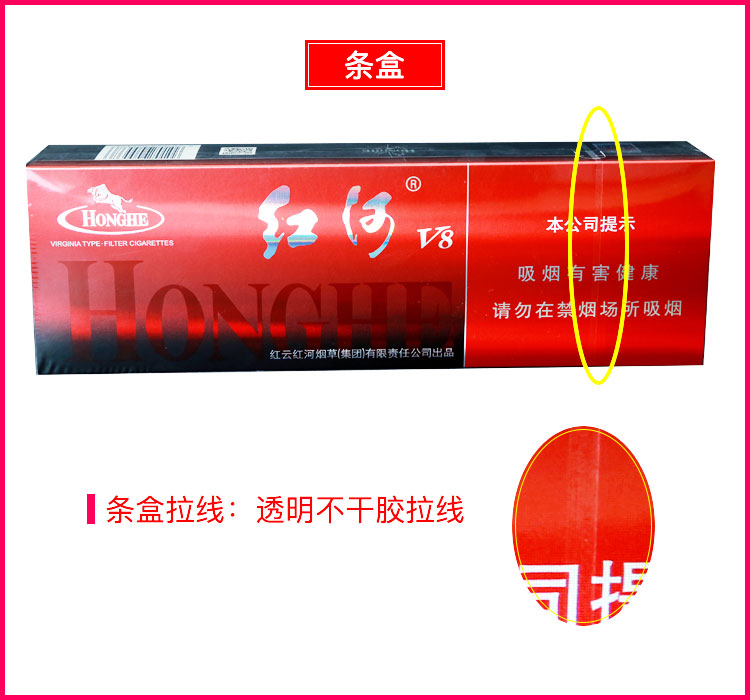 条盒
HONGHE
VIRGINIA TYPE·FILTER CIGARETTES
红河® V8
HONGHE
红云红河烟草(集团)有限责任公司出品
本公司提示
吸烟有害健康
请勿在禁烟场所吸烟
条盒拉线：透明不干胶拉线
司提